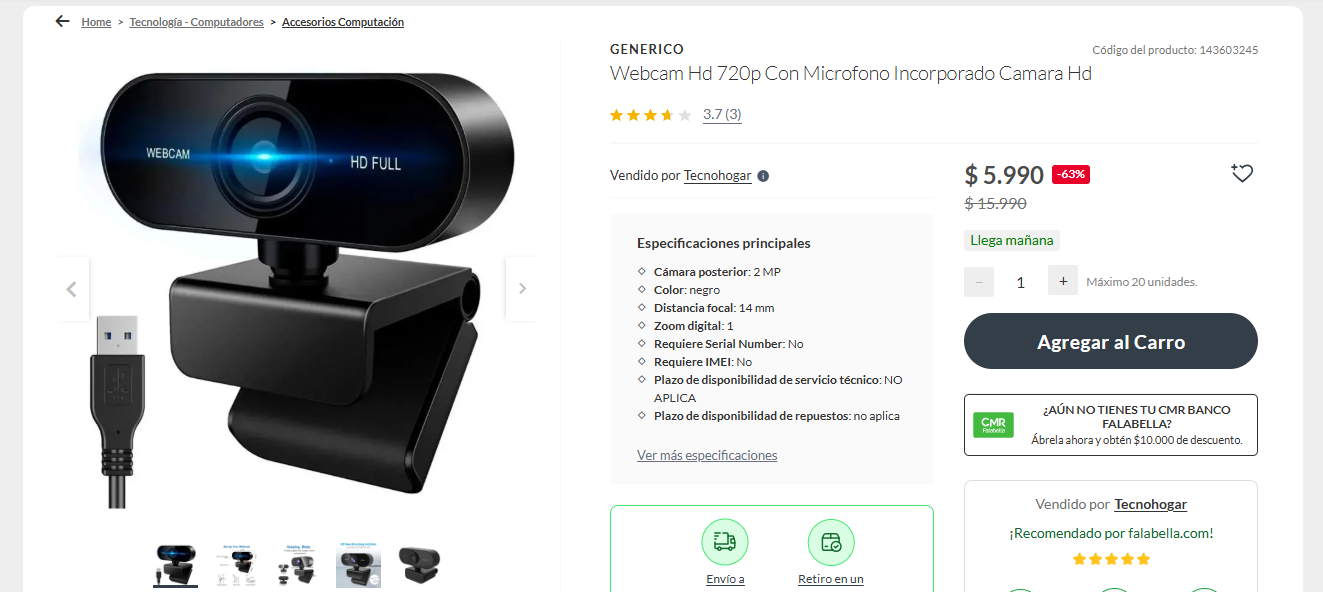 Home > Tecnología - Computadores > Accesorios Computación
WEBCAM
HD FULL
GENERICO
Código del producto: 143603245
Webcam Hd 720p Con Microfono Incorporado Camara Hd
3.7 (3)
Vendido por Tecnohogar
Especificaciones principales
Cámara posterior: 2 MP
Color: negro
Distancia focal: 14 mm
Zoom digital: 1
Requiere Serial Number: No
Requiere IMEI: No
Plazo de disponibilidad de servicio técnico: NO
APLICA
Plazo de disponibilidad de repuestos: no aplica
Ver más especificaciones
Envío a
Retiro en un
$ 5.990 -63%
$ 15.990
Llega mañana
− 1 + Máximo 20 unidades.
Agregar al Carro
CMR
Falabella
¿AÚN NO TIENES TU CMR BANCO
FALABELLA?
Ábrela ahora y obtén $10.000 de descuento.
Vendido por Tecnohogar
¡Recomendado por falabella.com!